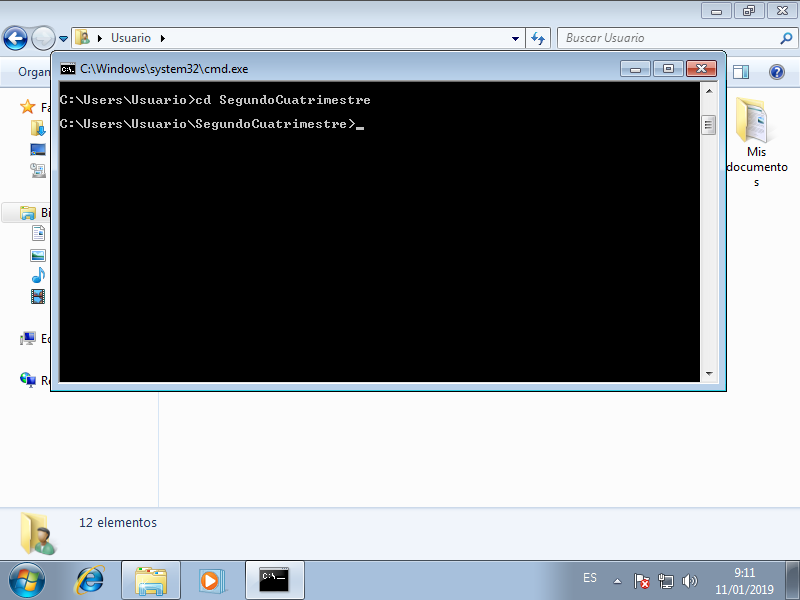 Usuario
Buscar Usuario
C:\Windows\system32\cmd.exe
Organ
C:\Users\Usuario>cd SegundoCuatrimestre
C:\Users\Usuario\SegundoCuatrimestre>_
Fa
Bi
Ec
Re
Mis
documento
s
12 elementos
C:\_
ES
9:11
11/01/2019